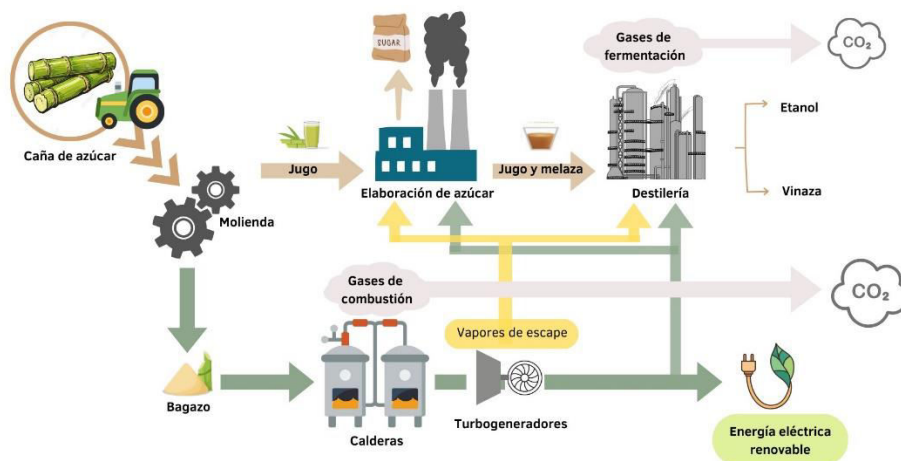 SUGAR
Gases de
fermentación
CO₂
Caña de azúcar
Jugo
Elaboración de azúcar
Jugo y melaza
Destilería
Etanol
Vinaza
Molienda
Gases de
combustión
CO₂
Vapores de escape
Bagazo
Calderas
Turbogeneradores
Energía eléctrica
renovable